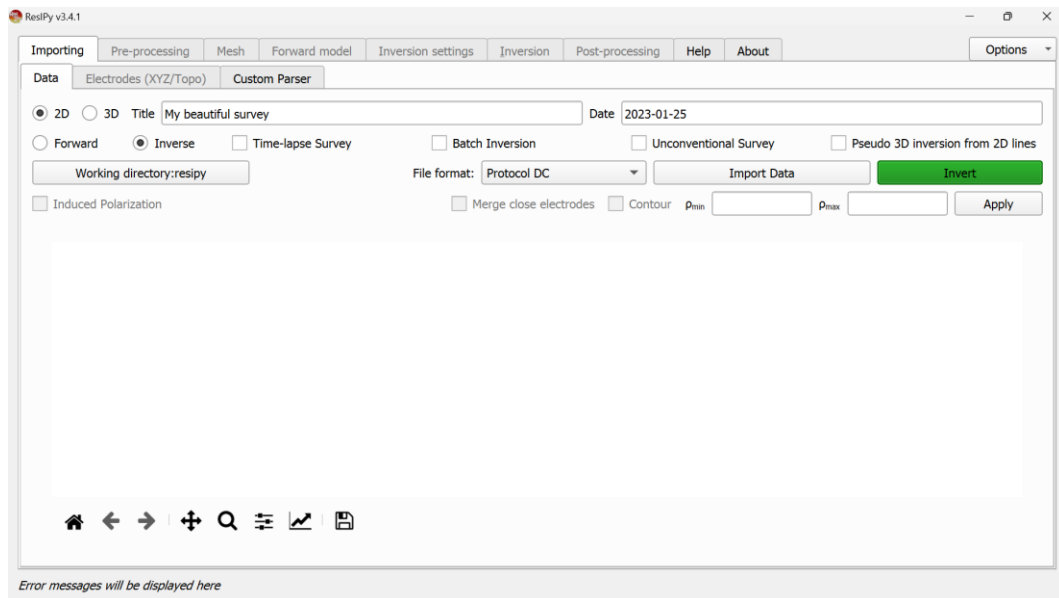 ResIPy v3.4.1
Importing Pre-processing Mesh Forward model Inversion settings Inversion Post-processing Help About Options
Data Electrodes (XYZ/Topo) Custom Parser
2D 3D Title My beautiful survey Date 2023-01-25
Forward Inverse Time-lapse Survey Batch Inversion Unconventional Survey Pseudo 3D inversion from 2D lines
Working directory:resipy File format: Protocol DC Import Data Invert
Induced Polarization Merge close electrodes Contour ρmin ρmax Apply
Error messages will be displayed here